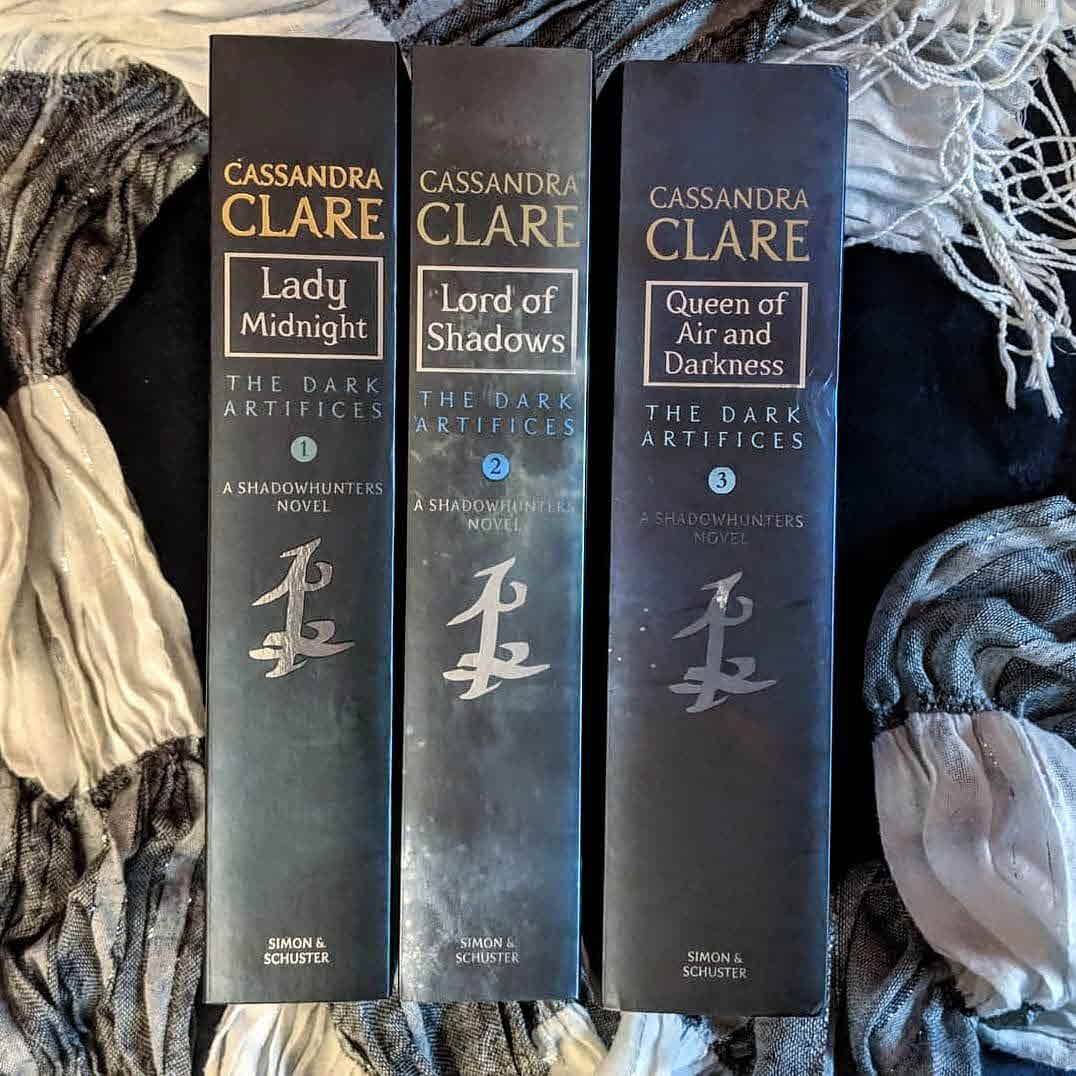 CASSANDRA
CLARE
Lady
Midnight
THE DARK
ARTIFICES
1
A SHADOWHUNTERS
NOVEL
SIMON &
SCHUSTER
CASSANDRA
CLARE
Lord of
Shadows
THE DARK
ARTIFICES
2
A SHADOWHUNTERS
NOVEL
SIMON &
SCHUSTER
CASSANDRA
CLARE
Queen of
Air and
Darkness
THE DARK
ARTIFICES
3
A SHADOWHUNTERS
NOVEL
SIMON &
SCHUSTER